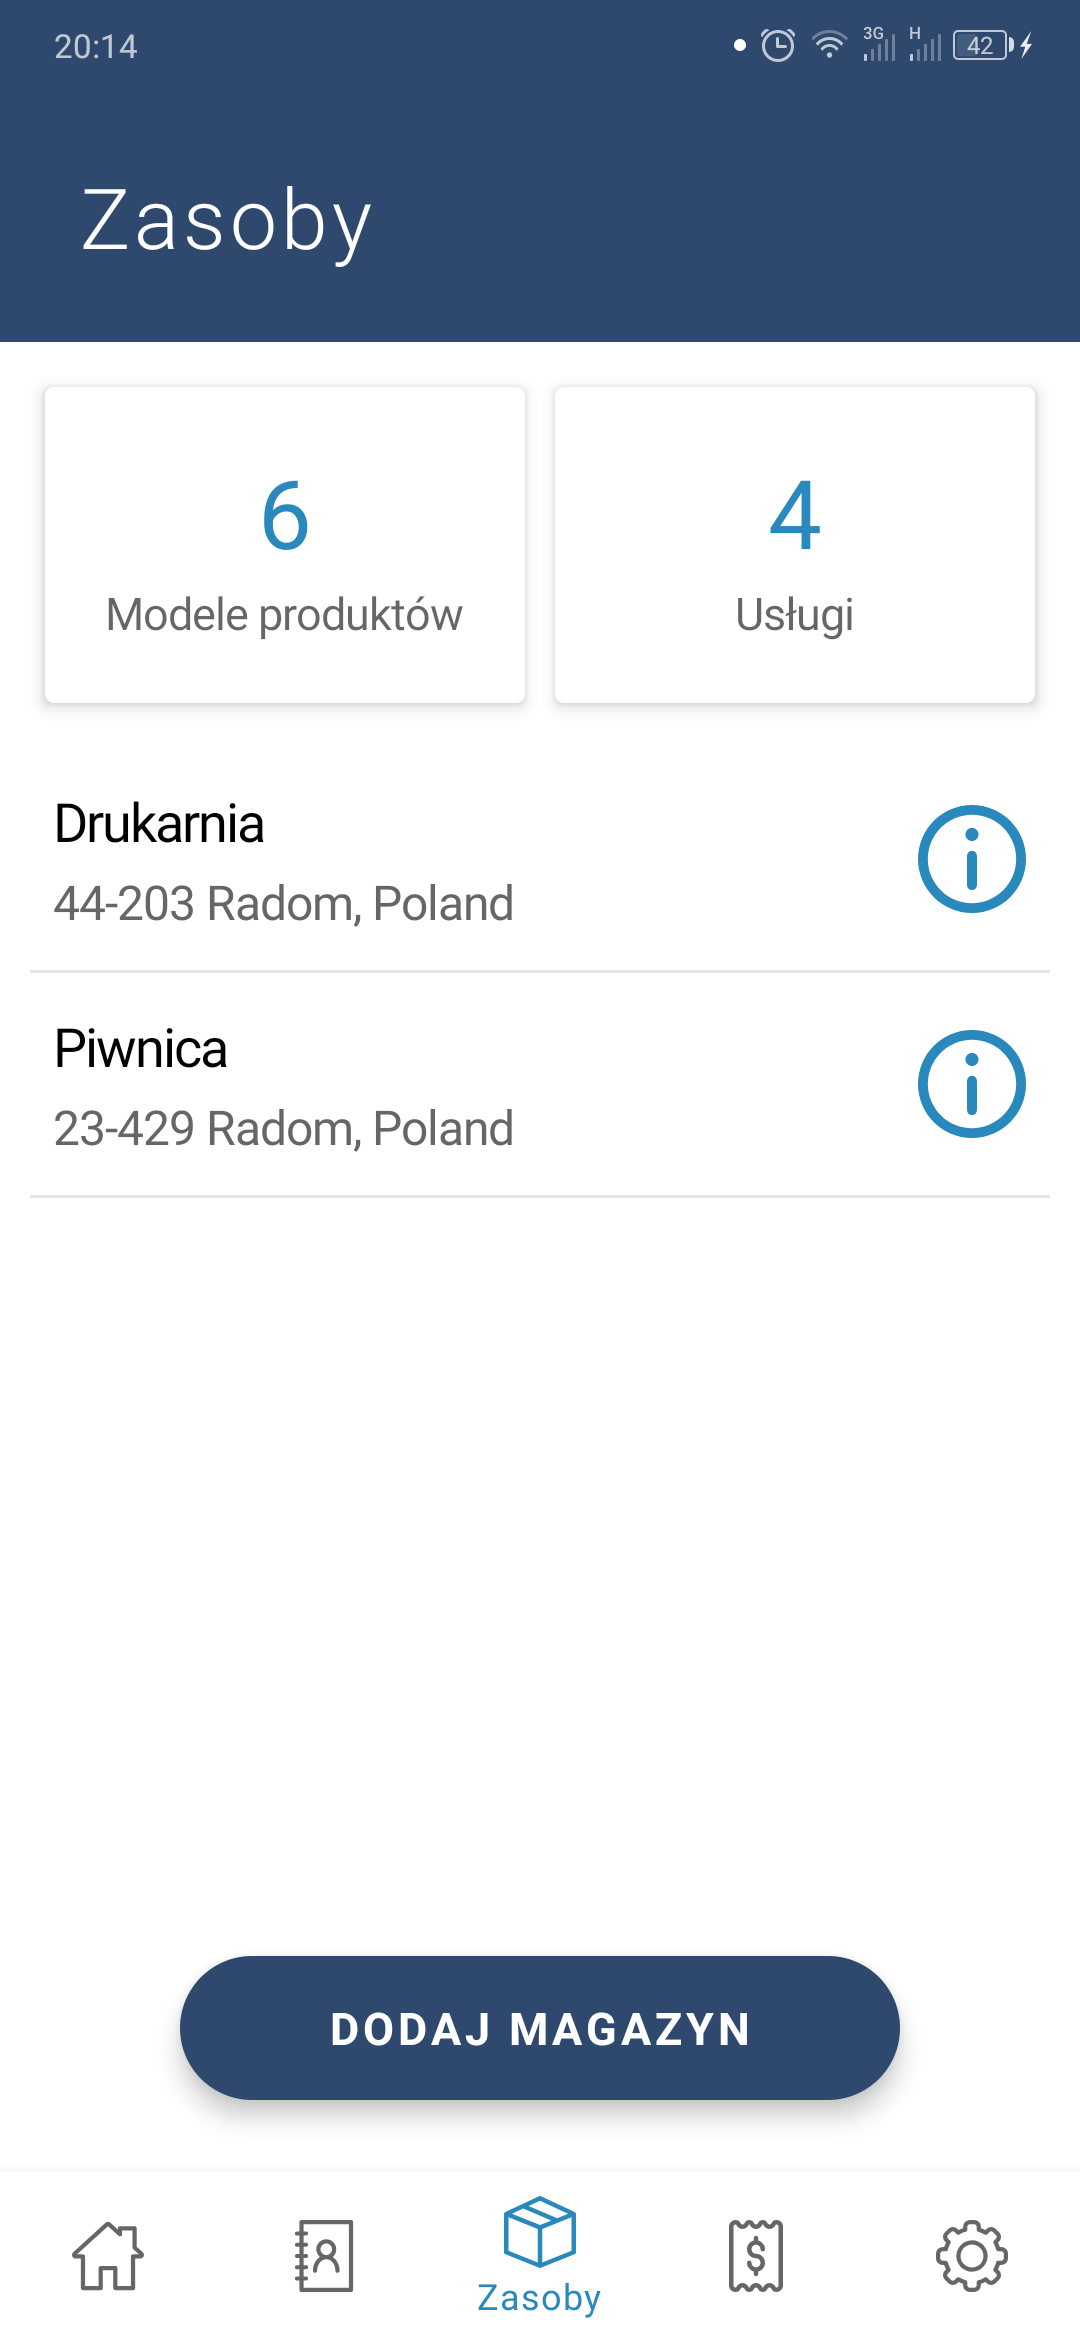 20:14
3G H 42
Zasoby
6
Modele produktów
4
Usługi
Drukarnia
44-203 Radom, Poland
Piwnica
23-429 Radom, Poland
DODAJ MAGAZYN
Zasoby